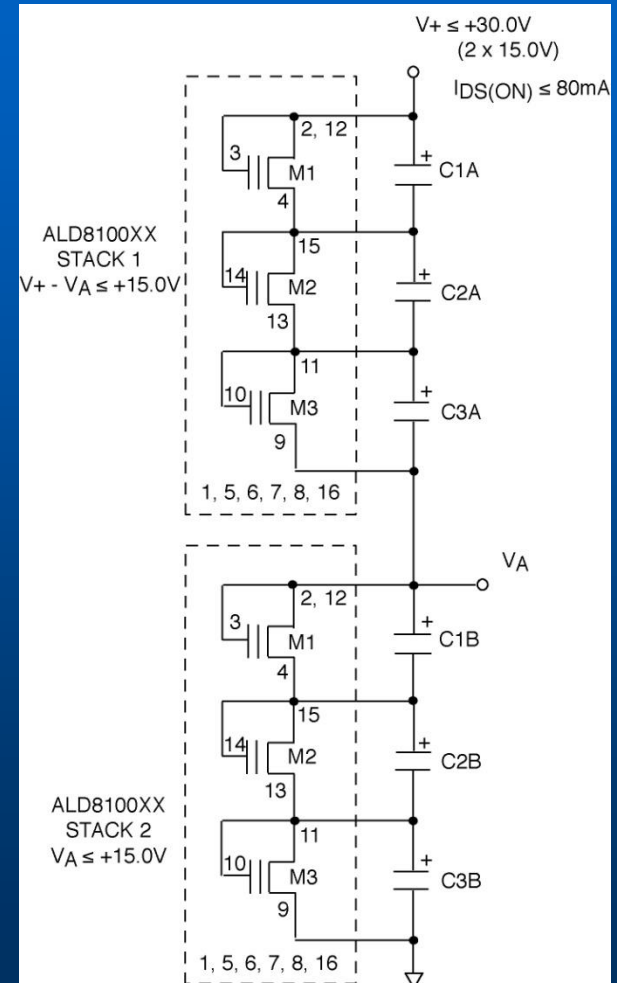 V+ ≤ +30.0V
(2 x 15.0V)
IDS(ON) ≤ 80mA
2, 12
3
M1
4
+
C1A
ALD8100XX
STACK 1
V+ - VA ≤ +15.0V
15
14
M2
13
+
C2A
11
10
M3
9
+
C3A
1, 5, 6, 7, 8, 16
VA
2, 12
3
M1
4
+
C1B
15
14
M2
13
+
C2B
ALD8100XX
STACK 2
VA ≤ +15.0V
11
10
M3
9
+
C3B
1, 5, 6, 7, 8, 16